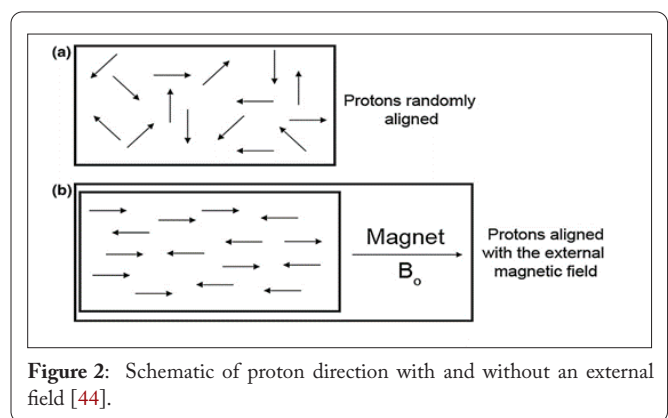 (a)
Protons randomly
aligned
(b)
Magnet
Bo
Protons aligned
with the external
magnetic field
Figure 2: Schematic of proton direction with and without an external
field [44].